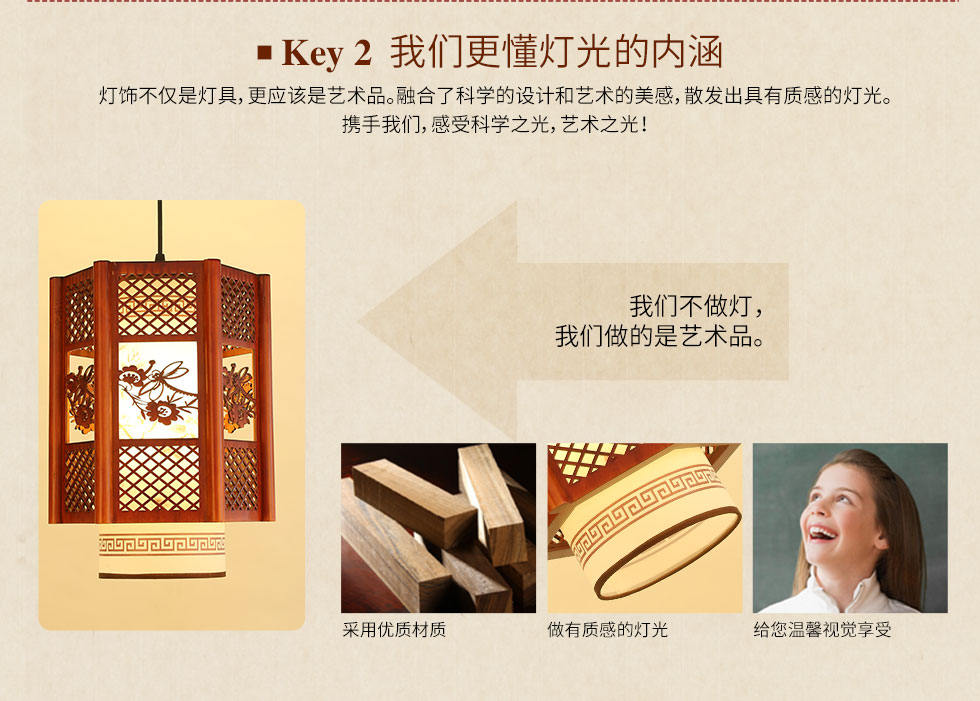 Key 2 我们更懂灯光的内涵
灯饰不仅是灯具，更应该是艺术品。融合了科学的设计和艺术的美感，散发出具有质感的灯光。
携手我们，感受科学之光，艺术之光！
我们不做灯，
我们做的是艺术品。
采用优质材质
做有质感的灯光
给您温馨视觉享受